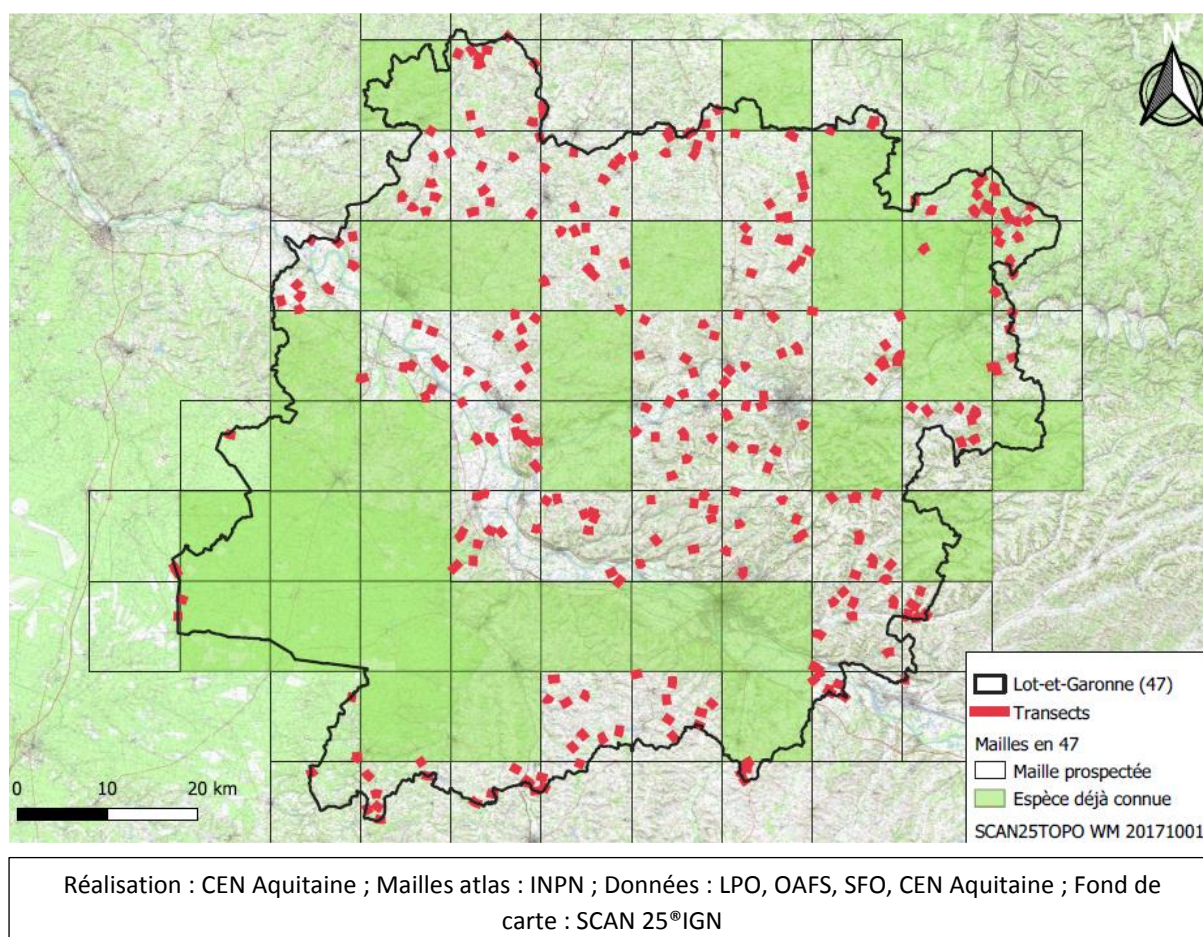 N
Lot-et-Garonne (47)
Transects
Mailles en 47
Maille prospectée
Espèce déjà connue
SCAN25TOPO WM 20171001
0 10 20 km
Réalisation : CEN Aquitaine ; Mailles atlas : INPN ; Données : LPO, OAFS, SFO, CEN Aquitaine ; Fond de
carte : SCAN 25®IGN